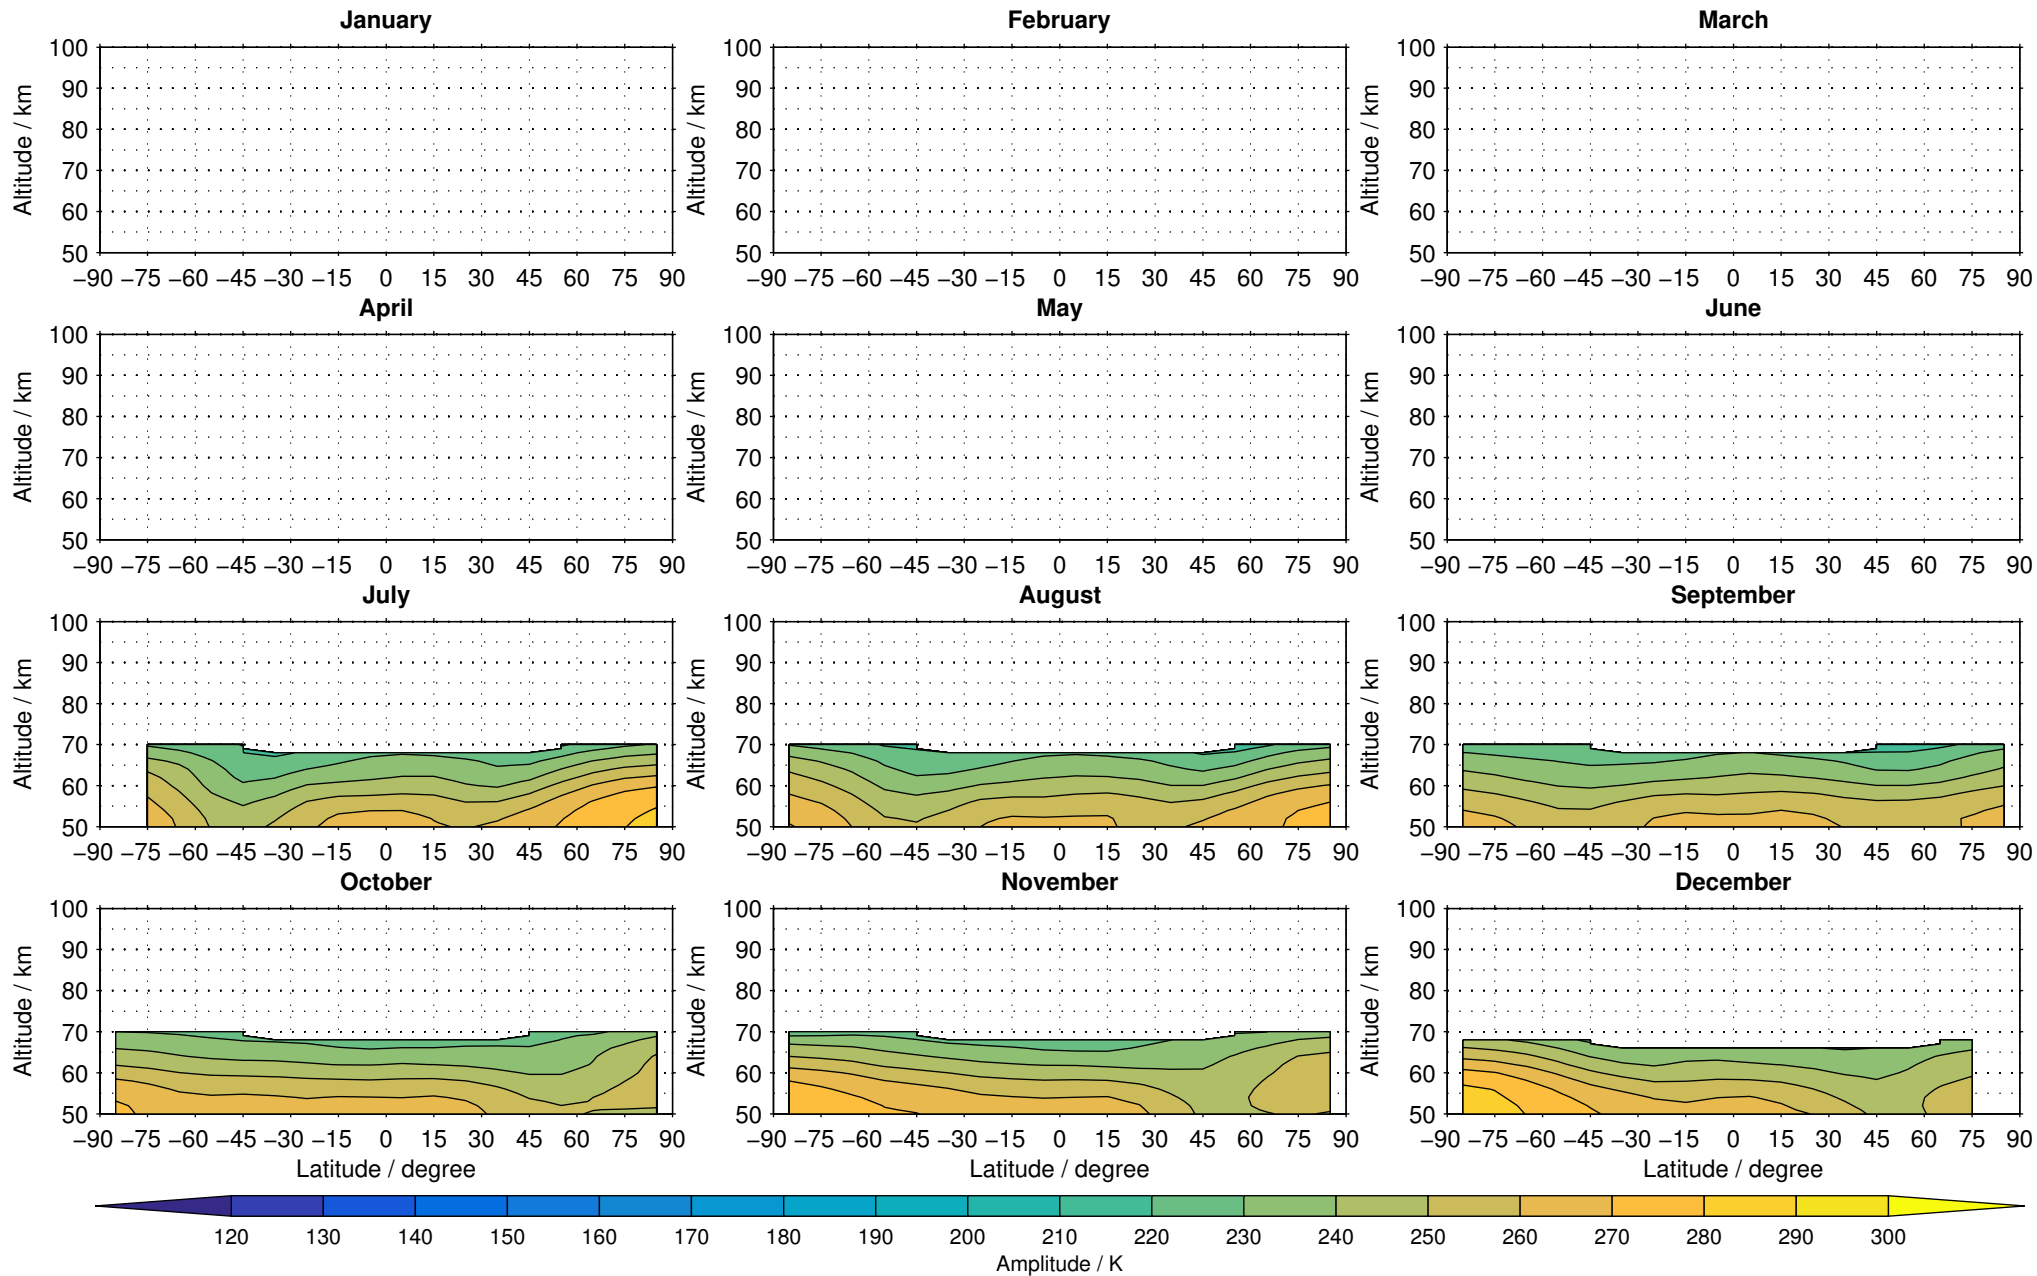 January February March
100 100 100
90 90 90
80 80 80
70 70 70
60 60 60
50 50 50
Altitude / km Altitude / km Altitude / km
−90 −75 −60 −45 −30 −15 0 15 30 45 60 75 90 −90 −75 −60 −45 −30 −15 0 15 30 45 60 75 90 −90 −75 −60 −45 −30 −15 0 15 30 45 60 75 90
April May June
100 100 100
90 90 90
80 80 80
70 70 70
60 60 60
50 50 50
Altitude / km Altitude / km Altitude / km
−90 −75 −60 −45 −30 −15 0 15 30 45 60 75 90 −90 −75 −60 −45 −30 −15 0 15 30 45 60 75 90 −90 −75 −60 −45 −30 −15 0 15 30 45 60 75 90
July August September
100 100 100
90 90 90
80 80 80
70 70 70
60 60 60
50 50 50
Altitude / km Altitude / km Altitude / km
−90 −75 −60 −45 −30 −15 0 15 30 45 60 75 90 −90 −75 −60 −45 −30 −15 0 15 30 45 60 75 90 −90 −75 −60 −45 −30 −15 0 15 30 45 60 75 90
October November December
100 100 100
90 90 90
80 80 80
70 70 70
60 60 60
50 50 50
Altitude / km Altitude / km Altitude / km
−90 −75 −60 −45 −30 −15 0 15 30 45 60 75 90 −90 −75 −60 −45 −30 −15 0 15 30 45 60 75 90 −90 −75 −60 −45 −30 −15 0 15 30 45 60 75 90
Latitude / degree Latitude / degree Latitude / degree
120 130 140 150 160 170 180 190 200 210 220 230 240 250 260 270 280 290 300
Amplitude / K